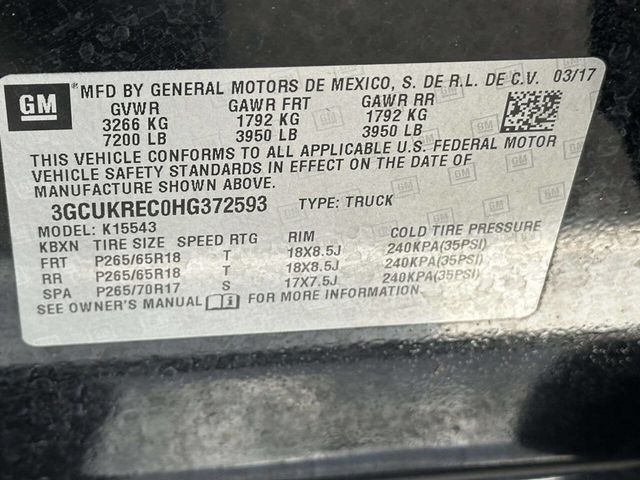 GM
MFD BY GENERAL MOTORS DE MEXICO, S. DE R.L. DE C.V. 03/17
GVWR GAWR FRT GAWR RR
3266 KG 1792 KG 1792 KG
7200 LB 3950 LB 3950 LB
THIS VEHICLE CONFORMS TO ALL APPLICABLE U.S. FEDERAL MOTOR
VEHICLE SAFETY STANDARDS IN EFFECT ON THE DATE OF
MANUFACTURE SHOWN ABOVE.
3GCUKREC0HG372593 TYPE: TRUCK
MODEL: K15543
KBXN TIRE SIZE SPEED RTG RIM COLD TIRE PRESSURE
FRT P265/65R18 T 18X8.5J 240KPA(35PSI)
RR P265/65R18 T 18X8.5J 240KPA(35PSI)
SPA P265/70R17 S 17X7.5J 240KPA(35PSI)
SEE OWNER'S MANUAL FOR MORE INFORMATION.